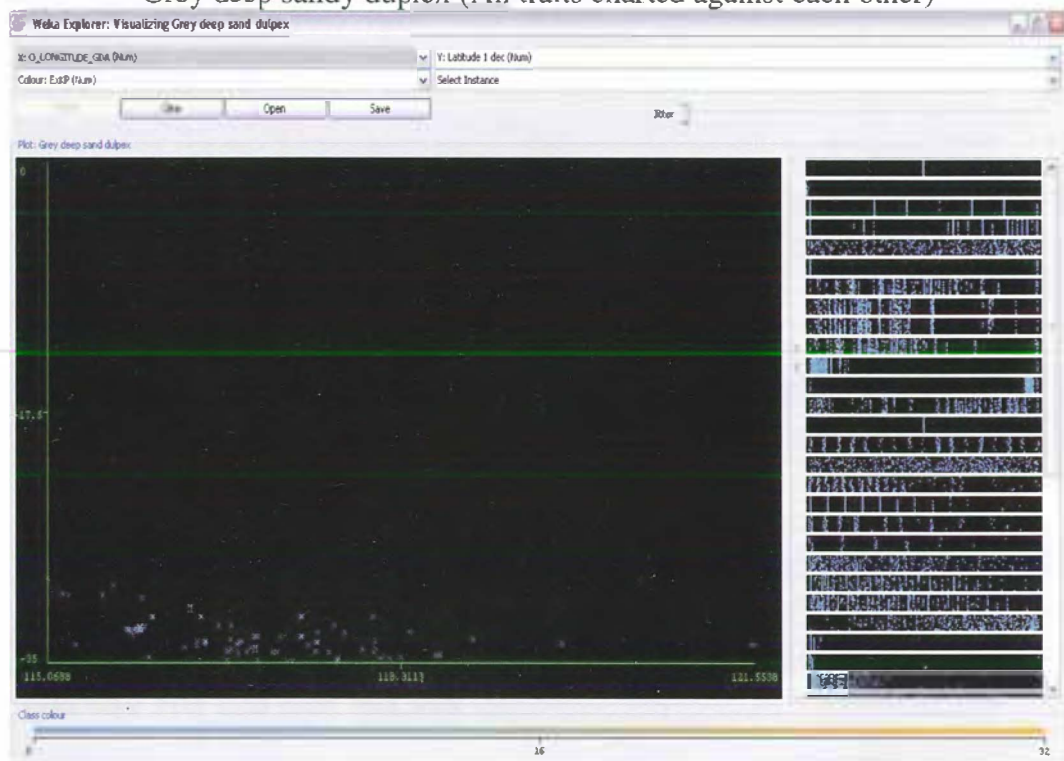 Grey deep sandy duplex (All traits charted against each other)
Weka Explorer: Visualizing Grey deep sand dulpex
X: O_LONGITUDE_GDA (Num)
Y: Latitude 1 dec (Num)
Colour: ExtP (Num)
Select Instance
Clear
Open
Save
Jitter
Plot: Grey deep sand dulpex
0
-17.5
-35
115.0688
118.3113
121.5538
Class colour
0
16
32